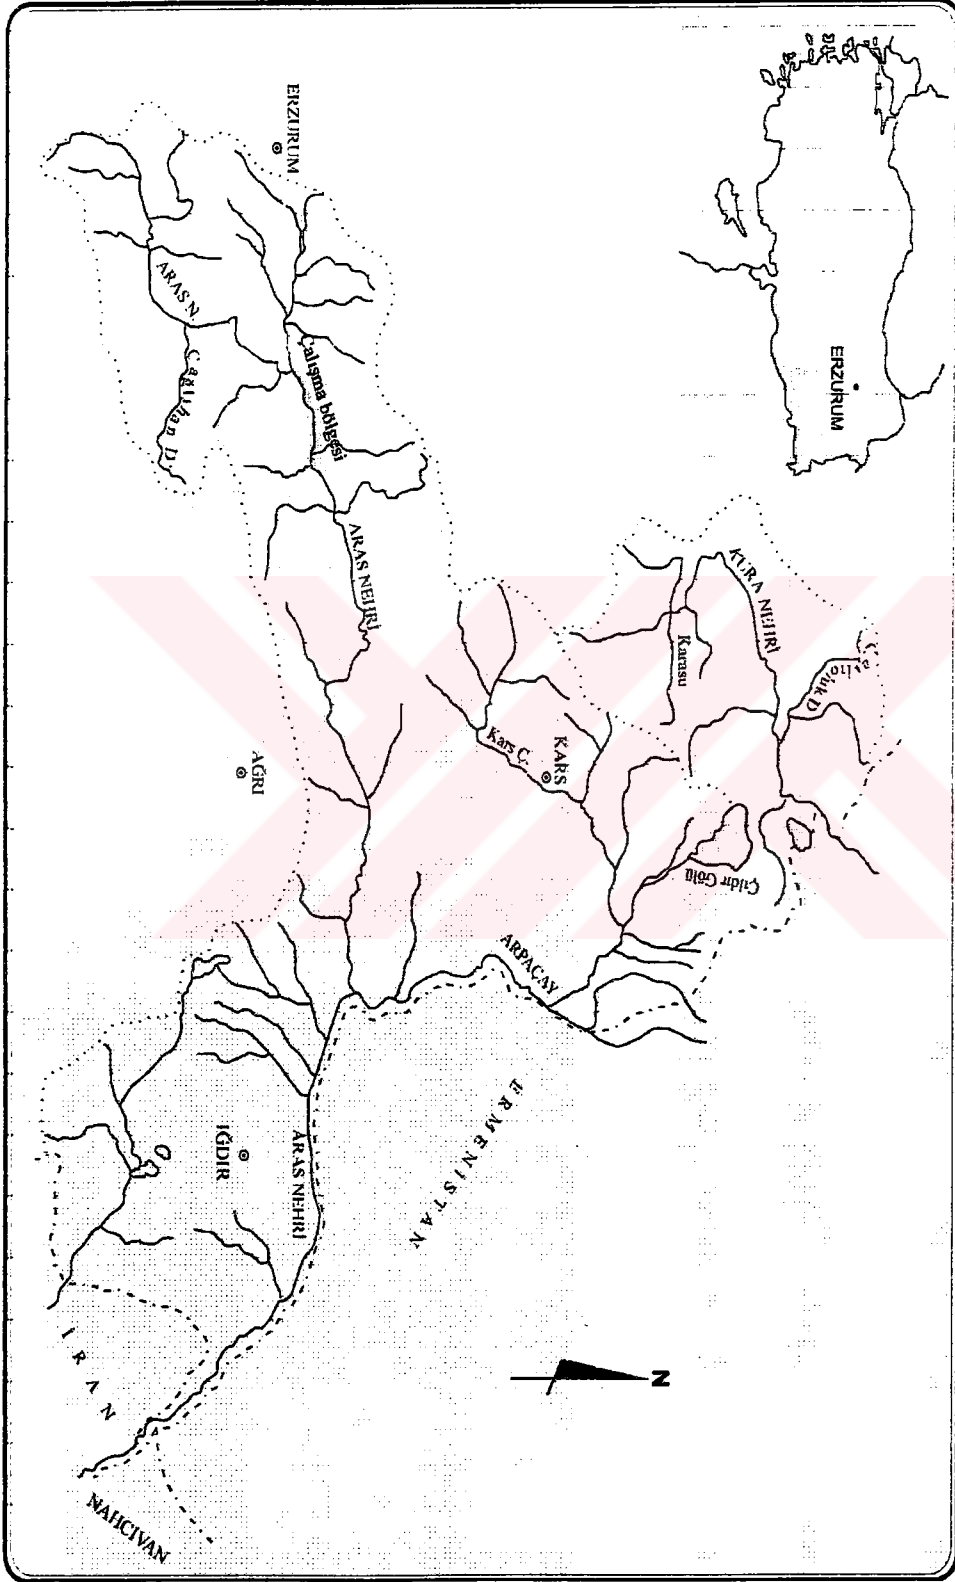 ERZURUM
N
KURA NEHRİ
Karasu
Çıldır Gölü
KARS
Kars Ç.
ARPAÇAY
ERMENİSTAN
ERZURUM
Çalışma bölgesi
ARAS NEHRİ
ARAS N.
AĞRI
ARAS NEHRİ
IĞDIR
İRAN
NAHCIVAN